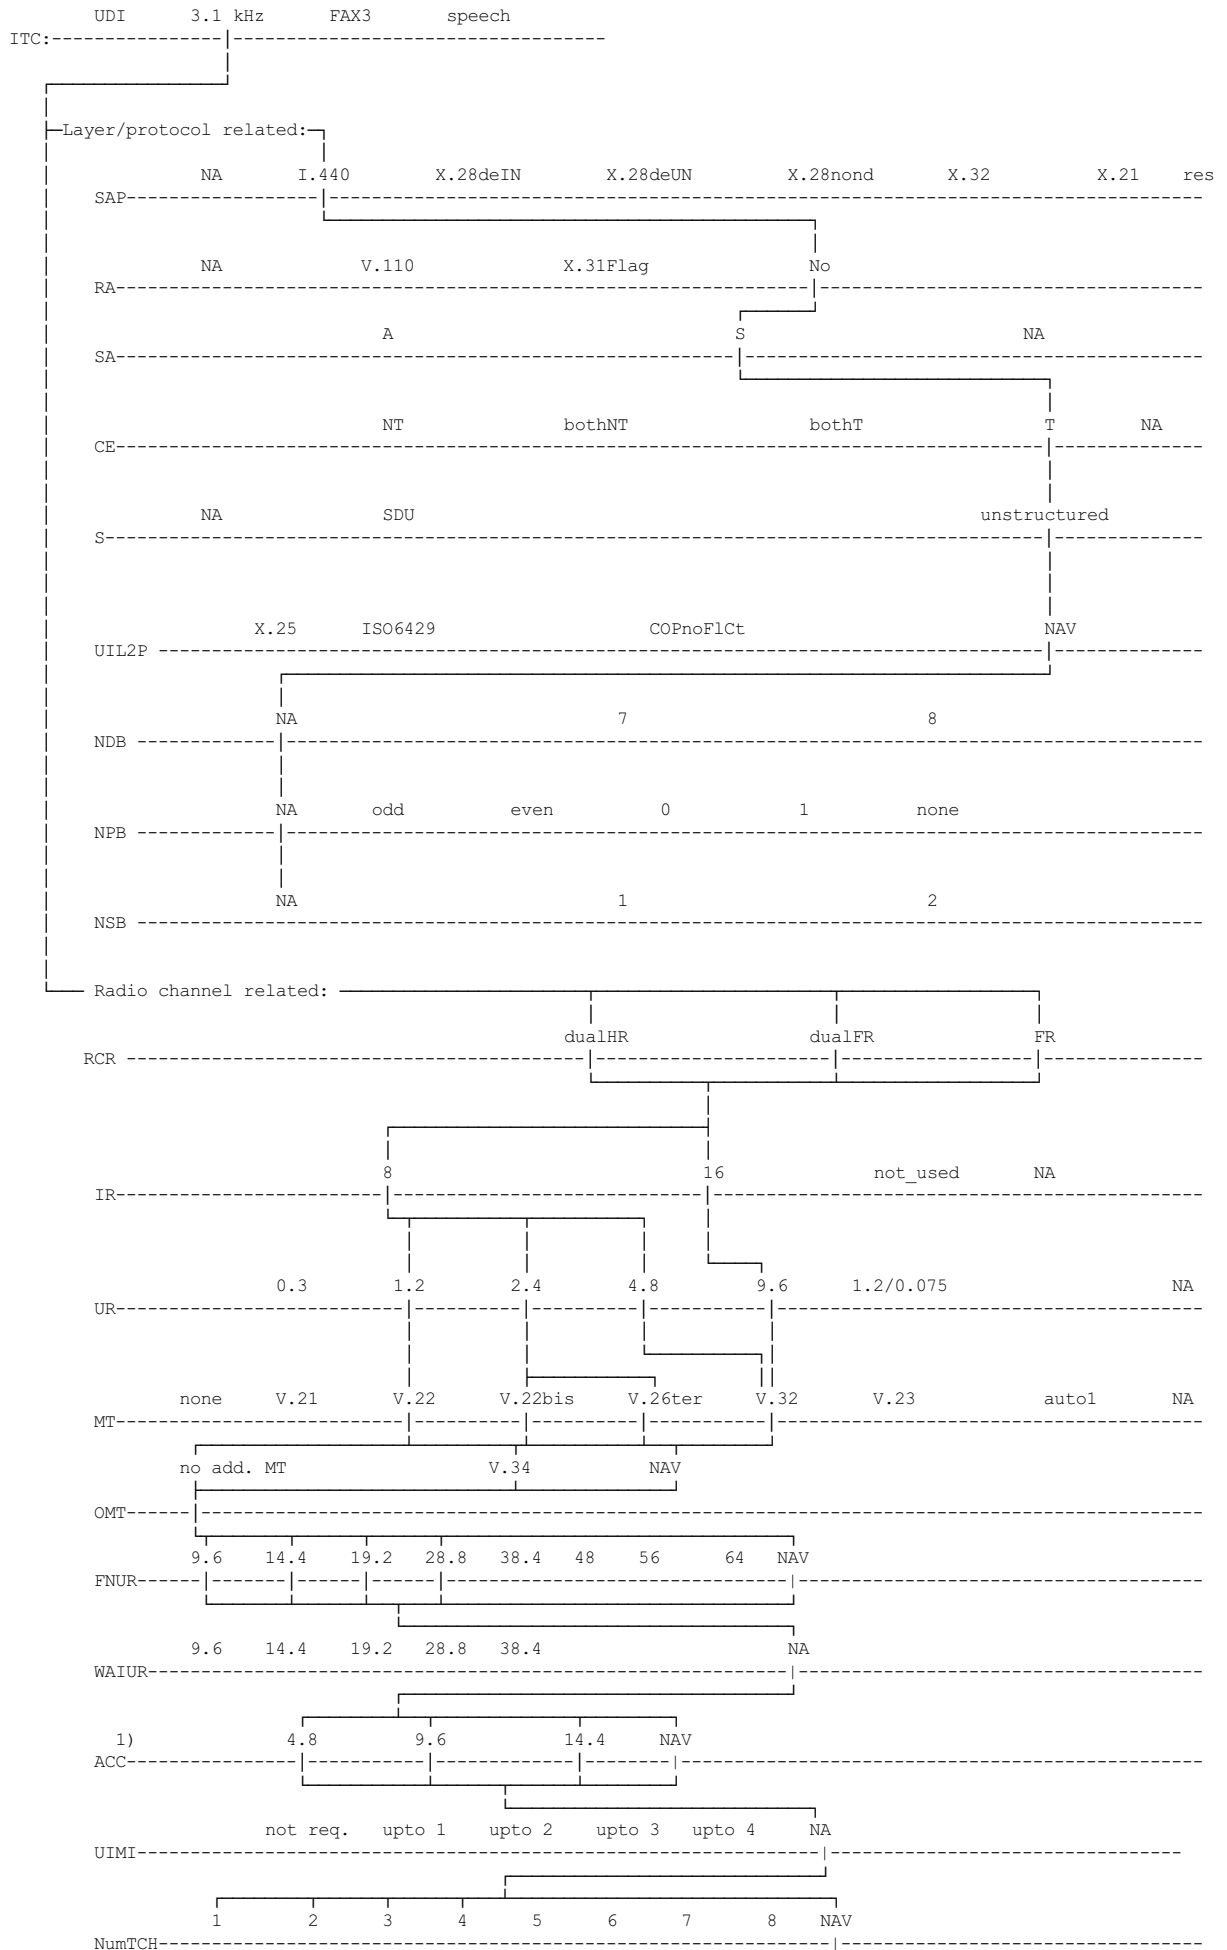 UDI 3.1 kHz FAX3 speech
ITC:
Layer/protocol related:
NA I.440 X.28deIN X.28deUN X.28nond X.32 X.21 res
SAP
NA V.110 X.31Flag No
RA
A S NA
SA
NT bothNT bothT T NA
CE
NA SDU unstructured
S
X.25 ISO6429 COPnoFlCt NAV
UIL2P
NA 7 8
NDB
NA odd even 0 1 none
NPB
NA 1 2
NSB
Radio channel related:
dualHR dualFR FR
RCR
8 16 not_used NA
IR
0.3 1.2 2.4 4.8 9.6 1.2/0.075 NA
UR
none V.21 V.22 V.22bis V.26ter V.32 V.23 auto1 NA
MT
no add. MT V.34 NAV
OMT
9.6 14.4 19.2 28.8 38.4 48 56 64 NAV
FNUR
9.6 14.4 19.2 28.8 38.4 NA
WAIUR
1) 4.8 9.6 14.4 NAV
ACC
not req. upto 1 upto 2 upto 3 upto 4 NA
UIMI
1 2 3 4 5 6 7 8 NAV
NumTCH